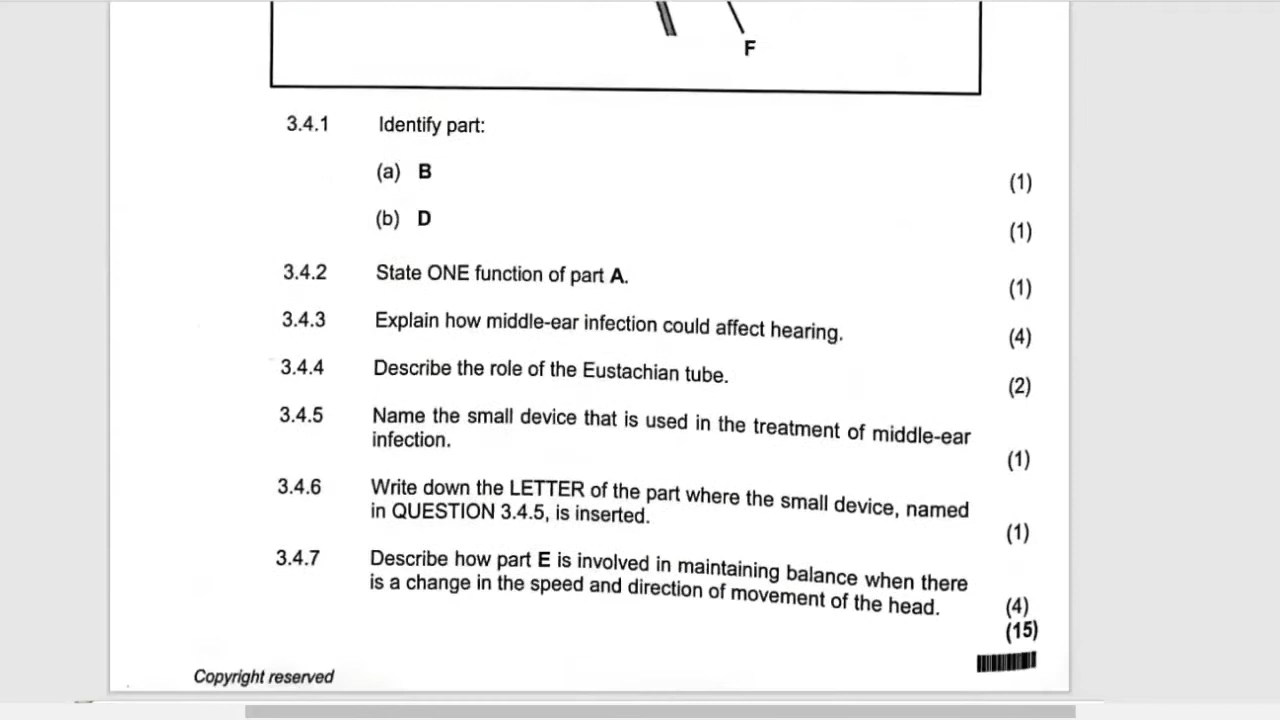 F
3.4.1 Identify part:
(a) B (1)
(b) D (1)
3.4.2 State ONE function of part A. (1)
3.4.3 Explain how middle-ear infection could affect hearing. (4)
3.4.4 Describe the role of the Eustachian tube. (2)
3.4.5 Name the small device that is used in the treatment of middle-ear
infection. (1)
3.4.6 Write down the LETTER of the part where the small device, named
in QUESTION 3.4.5, is inserted. (1)
3.4.7 Describe how part E is involved in maintaining balance when there
is a change in the speed and direction of movement of the head. (4)
(15)
Copyright reserved